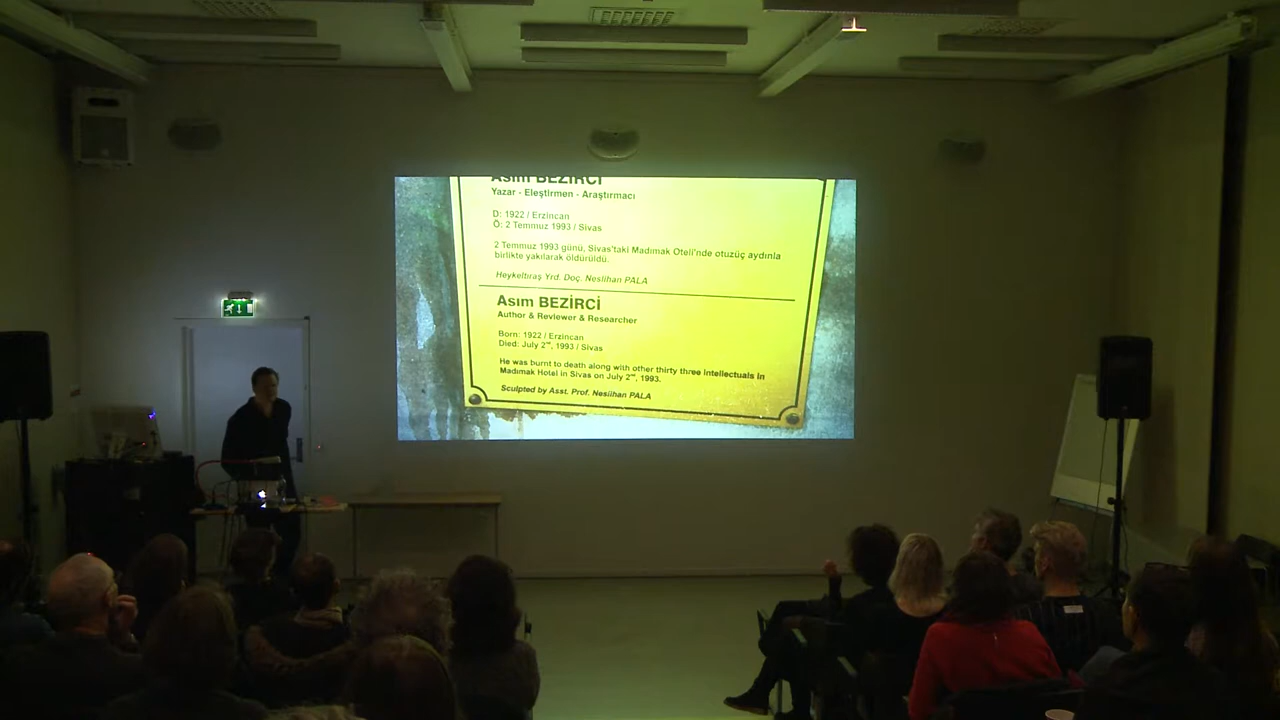 Asım BEZİRCİ
Yazar - Eleştirmen - Araştırmacı
D: 1922 / Erzincan
Ö: 2 Temmuz 1993 / Sivas
2 Temmuz 1993 günü, Sivas'taki Madımak Oteli'nde otuzüç aydınla
birlikte yakılarak öldürüldü.
Heykeltıraş Yrd. Doç. Neslihan PALA
Asım BEZİRCİ
Author & Reviewer & Researcher
Born: 1922 / Erzincan
Died: July 2nd, 1993 / Sivas
He was burnt to death along with other thirty three intellectuals in
Madımak Hotel in Sivas on July 2nd, 1993.
Sculpted by Asst. Prof. Neslihan PALA